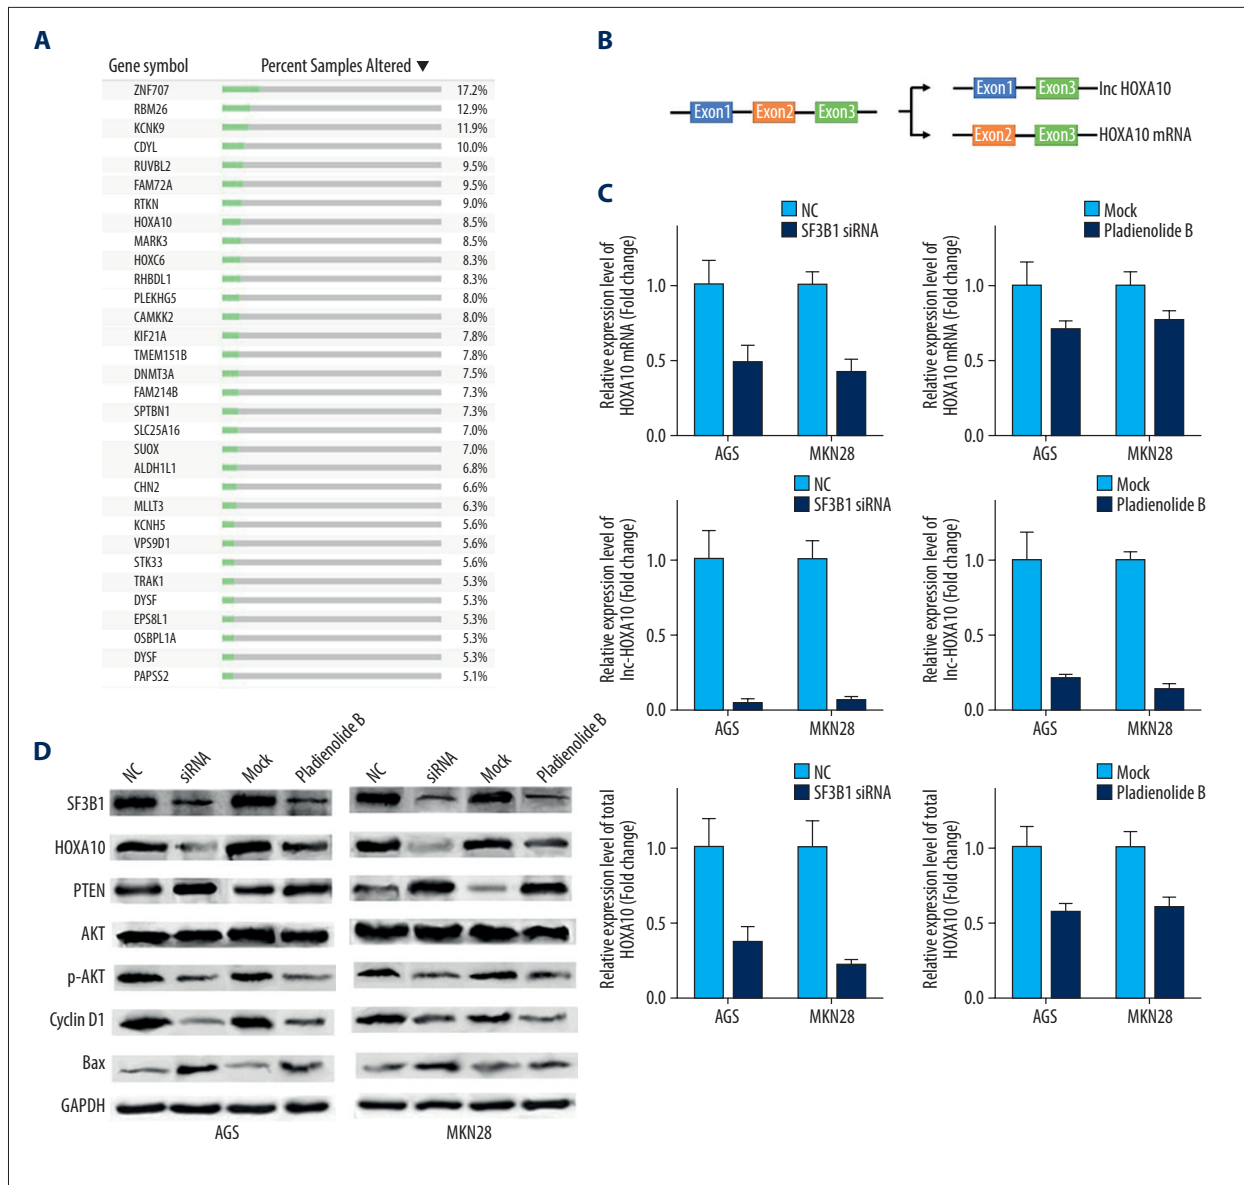 A
Gene symbol Percent Samples Altered ▼
ZNF707 17.2%
RBM26 12.9%
KCNK9 11.9%
CDYL 10.0%
RUVBL2 9.5%
FAM72A 9.5%
RTKN 9.0%
HOXA10 8.5%
MARK3 8.5%
HOXC6 8.3%
RHBDL1 8.3%
PLEKHG5 8.0%
CAMKK2 8.0%
KIF21A 7.8%
TMEM151B 7.8%
DNMT3A 7.5%
FAM214B 7.3%
SPTBN1 7.3%
SLC25A16 7.0%
SUOX 7.0%
ALDH1L1 6.8%
CHN2 6.6%
MLLT3 6.3%
KCNH5 5.6%
VPS9D1 5.6%
STK33 5.6%
TRAK1 5.3%
DYSF 5.3%
EPS8L1 5.3%
OSBPL1A 5.3%
DYSF 5.3%
PAPSS2 5.1%
B
Exon1 Exon2 Exon3
Exon1 Exon3 lnc HOXA10
Exon2 Exon3 HOXA10 mRNA
C
NC
SF3B1 siRNA
Relative expression level of
HOXA10 mRNA (Fold change)
1.0
0.5
0.0
AGS MKN28
Mock
Pladienolide B
Relative expression level of
HOXA10 mRNA (Fold change)
1.0
0.5
0.0
AGS MKN28
NC
SF3B1 siRNA
Relative expression level of
lnc-HOXA10 (Fold change)
1.0
0.5
0.0
AGS MKN28
Mock
Pladienolide B
Relative expression level of
lnc-HOXA10 (Fold change)
1.0
0.5
0.0
AGS MKN28
NC
SF3B1 siRNA
Relative expression level of total
HOXA10 (Fold change)
1.0
0.5
0.0
AGS MKN28
Mock
Pladienolide B
Relative expression level of total
HOXA10 (Fold change)
1.0
0.5
0.0
AGS MKN28
D
NC siRNA Mock Pladienolide B NC siRNA Mock Pladienolide B
SF3B1
HOXA10
PTEN
AKT
p-AKT
Cyclin D1
Bax
GAPDH
AGS MKN28